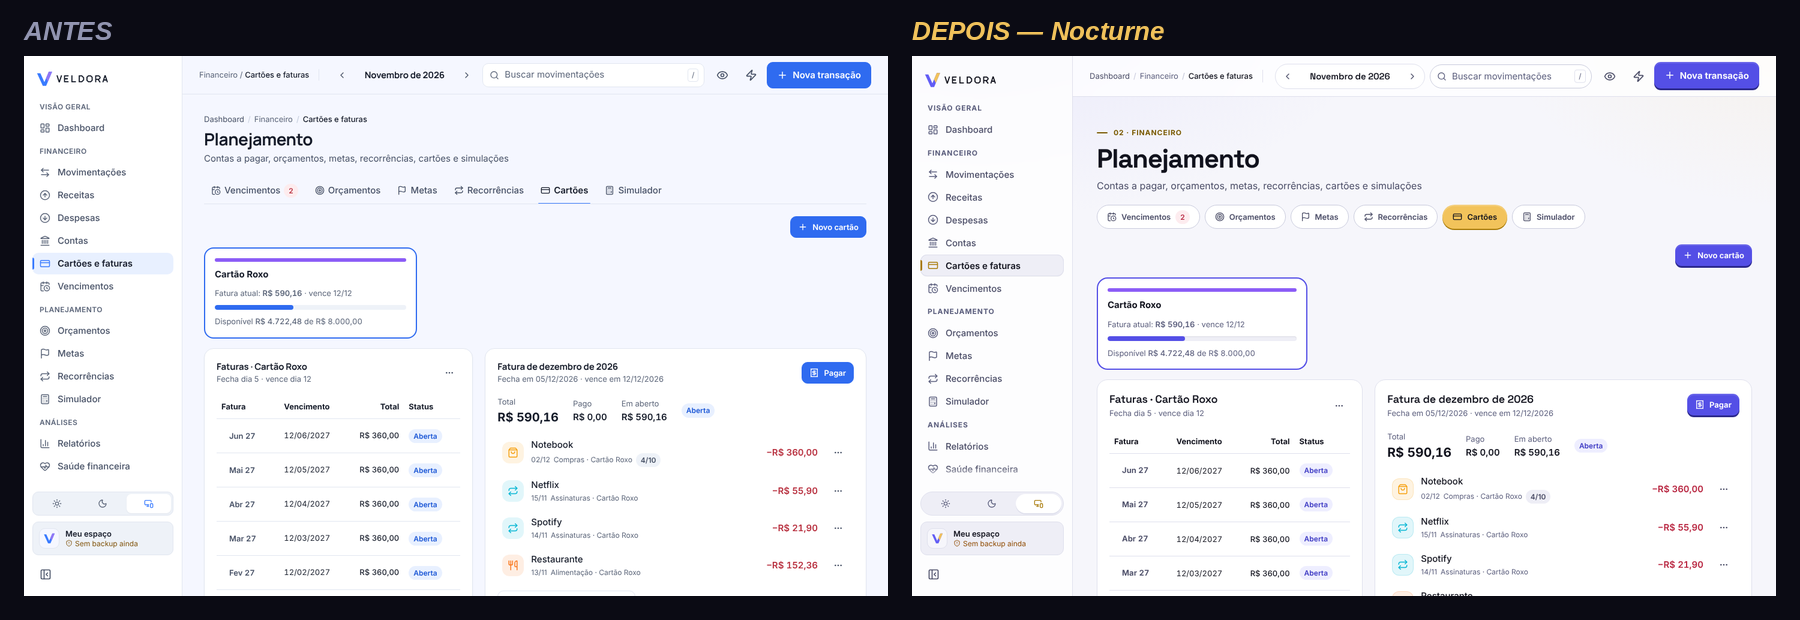 ANTES
VELDORA
VISÃO GERAL
Dashboard
FINANCEIRO
Movimentações
Receitas
Despesas
Contas
Cartões e faturas
Vencimentos
PLANEJAMENTO
Orçamentos
Metas
Recorrências
Simulador
ANÁLISES
Relatórios
Saúde financeira
Meu espaço
Sem backup ainda
Financeiro / Cartões e faturas
Novembro de 2026
Buscar movimentações /
+ Nova transação
Dashboard / Financeiro / Cartões e faturas
Planejamento
Contas a pagar, orçamentos, metas, recorrências, cartões e simulações
Vencimentos 2 Orçamentos Metas Recorrências Cartões Simulador
+ Novo cartão
Cartão Roxo
Fatura atual: R$ 590,16 · vence 12/12
Disponível R$ 4.722,48 de R$ 8.000,00
Faturas · Cartão Roxo
Fecha dia 5 · vence dia 12
Fatura Vencimento Total Status
Jun 27 12/06/2027 R$ 360,00 Aberta
Mai 27 12/05/2027 R$ 360,00 Aberta
Abr 27 12/04/2027 R$ 360,00 Aberta
Mar 27 12/03/2027 R$ 360,00 Aberta
Fev 27 12/02/2027 R$ 360,00 Aberta
Fatura de dezembro de 2026
Fecha em 05/12/2026 · vence em 12/12/2026
Pagar
Total Pago Em aberto
R$ 590,16 R$ 0,00 R$ 590,16 Aberta
Notebook
02/12 Compras · Cartão Roxo 4/10
−R$ 360,00
Netflix
15/11 Assinaturas · Cartão Roxo
−R$ 55,90
Spotify
14/11 Assinaturas · Cartão Roxo
−R$ 21,90
Restaurante
13/11 Alimentação · Cartão Roxo
−R$ 152,36
DEPOIS — Nocturne
VELDORA
VISÃO GERAL
Dashboard
FINANCEIRO
Movimentações
Receitas
Despesas
Contas
Cartões e faturas
Vencimentos
PLANEJAMENTO
Orçamentos
Metas
Recorrências
Simulador
ANÁLISES
Relatórios
Saúde financeira
Meu espaço
Sem backup ainda
Dashboard / Financeiro / Cartões e faturas
Novembro de 2026
Buscar movimentações /
+ Nova transação
02 · FINANCEIRO
Planejamento
Contas a pagar, orçamentos, metas, recorrências, cartões e simulações
Vencimentos 2 Orçamentos Metas Recorrências Cartões Simulador
+ Novo cartão
Cartão Roxo
Fatura atual: R$ 590,16 · vence 12/12
Disponível R$ 4.722,48 de R$ 8.000,00
Faturas · Cartão Roxo
Fecha dia 5 · vence dia 12
Fatura Vencimento Total Status
Jun 27 12/06/2027 R$ 360,00 Aberta
Mai 27 12/05/2027 R$ 360,00 Aberta
Abr 27 12/04/2027 R$ 360,00 Aberta
Mar 27 12/03/2027 R$ 360,00 Aberta
Fatura de dezembro de 2026
Fecha em 05/12/2026 · vence em 12/12/2026
Pagar
Total Pago Em aberto
R$ 590,16 R$ 0,00 R$ 590,16 Aberta
Notebook
02/12 Compras · Cartão Roxo 4/10
−R$ 360,00
Netflix
15/11 Assinaturas · Cartão Roxo
−R$ 55,90
Spotify
14/11 Assinaturas · Cartão Roxo
−R$ 21,90